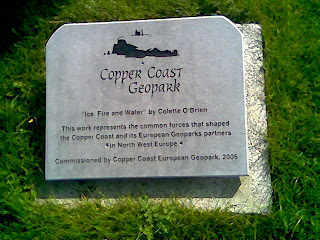 Copper Coast
Geopark
"Ice, Fire and Water" by Colette O'Brien
This work represents the common forces that shaped
the Copper Coast and its European Geoparks partners
in North West Europe.
Commissioned by Copper Coast European Geopark, 2006